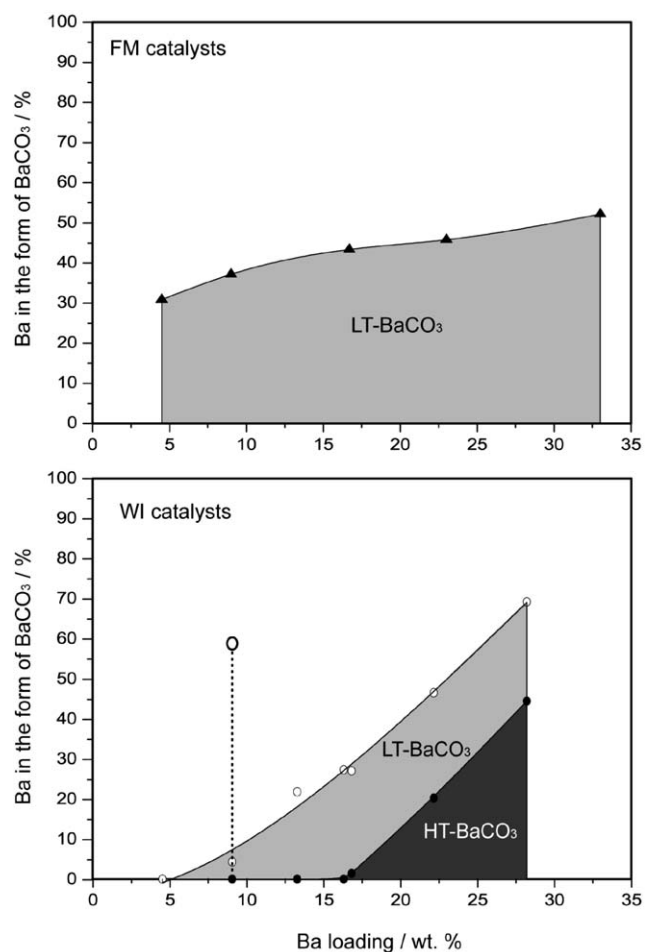 FM catalysts
Ba in the form of BaCO₃ / %
100
90
80
70
60
50
40
30
20
10
0
LT-BaCO₃
0 5 10 15 20 25 30 35
WI catalysts
Ba in the form of BaCO₃ / %
100
90
80
70
60
50
40
30
20
10
0
LT-BaCO₃
HT-BaCO₃
0 5 10 15 20 25 30 35
Ba loading / wt. %